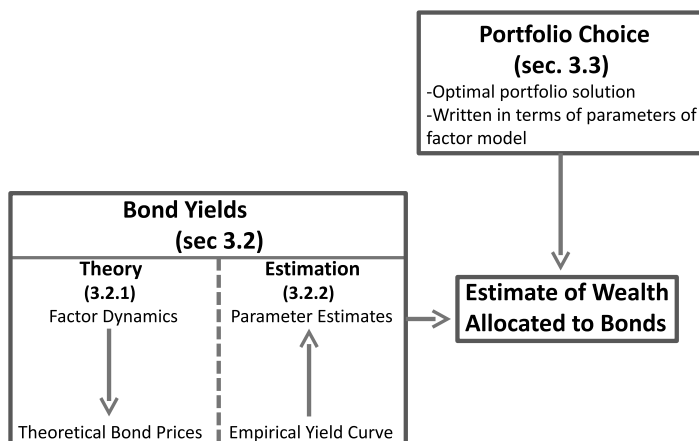 Portfolio Choice
(sec. 3.3)
-Optimal portfolio solution
-Written in terms of parameters of
factor model
Bond Yields
(sec 3.2)
Theory
(3.2.1)
Factor Dynamics
Theoretical Bond Prices
Estimation
(3.2.2)
Parameter Estimates
Empirical Yield Curve
Estimate of Wealth
Allocated to Bonds